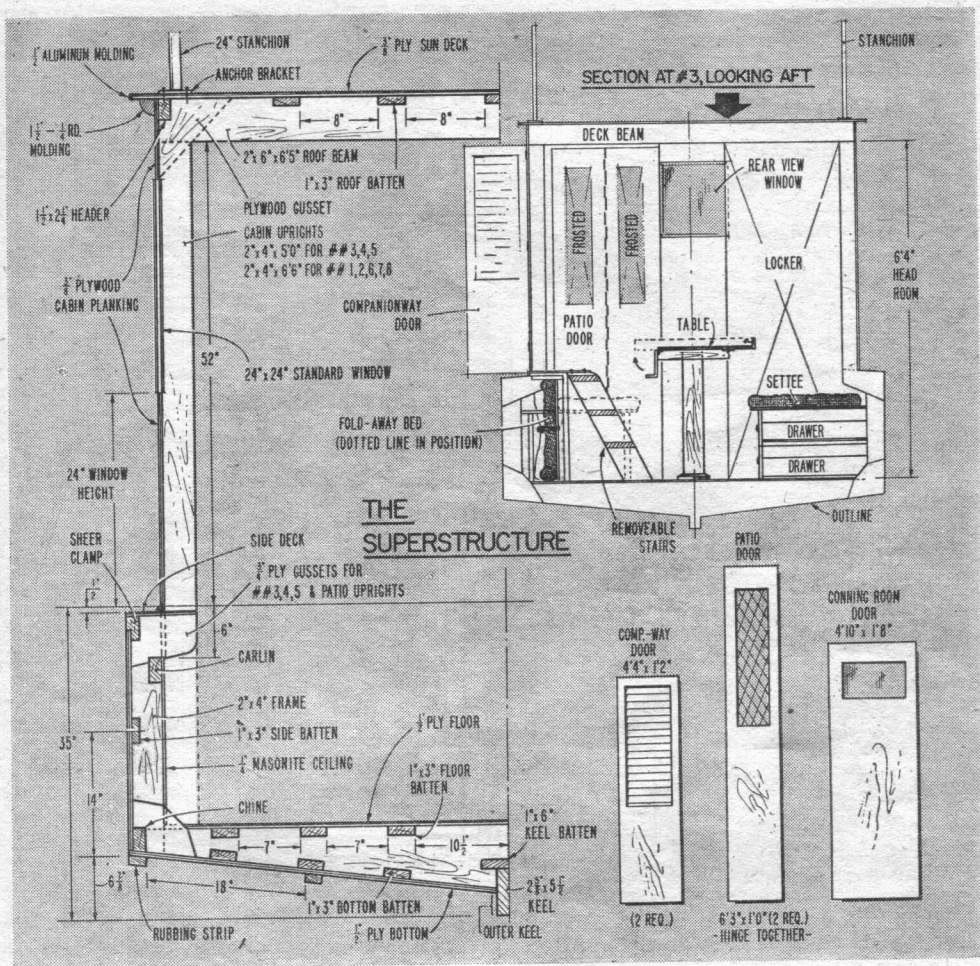 24" STANCHION
3/8 PLY SUN DECK
1/2" ALUMINUM MOLDING
ANCHOR BRACKET
STANCHION
SECTION AT #3, LOOKING AFT
8"
8"
1 1/2" - 1/4 RD.
MOLDING
DECK BEAM
2" x 6" x 6'5" ROOF BEAM
1" x 3" ROOF BATTEN
REAR VIEW
WINDOW
1 1/2 x 2 1/4 HEADER
PLYWOOD GUSSET
CABIN UPRIGHTS
2" x 4" x 5'0" FOR ## 3,4,5
2" x 4" x 6'6" FOR ## 1,2,6,7,8
FROSTED
FROSTED
LOCKER
6'4"
HEAD
ROOM
3/8 PLYWOOD
CABIN PLANKING
COMPANIONWAY
DOOR
PATIO
DOOR
TABLE
52"
24" x 24" STANDARD WINDOW
SETTEE
FOLD-AWAY BED
(DOTTED LINE IN POSITION)
DRAWER
DRAWER
24" WINDOW
HEIGHT
THE
SUPERSTRUCTURE
OUTLINE
REMOVEABLE
STAIRS
SHEER
CLAMP
SIDE DECK
3/4 PLY GUSSETS FOR
## 3,4,5 & PATIO UPRIGHTS
PATIO
DOOR
1/2"
CONNING ROOM
DOOR
4'10" x 1'8"
6"
COMP.-WAY
DOOR
4'4" x 1'2"
CARLIN
2" x 4" FRAME
1" x 3" SIDE BATTEN
1/2" PLY FLOOR
35"
1/4 MASONITE CEILING
1" x 3" FLOOR
BATTEN
14"
CHINE
1" x 6"
KEEL BATTEN
7"
7"
10 1/2"
18"
1" x 3" BOTTOM BATTEN
KEEL
RUBBING STRIP
1/2" PLY BOTTOM
OUTER KEEL
(2 REQ.)
6'3" x 1'0" (2 REQ.)
-HINGE TOGETHER-